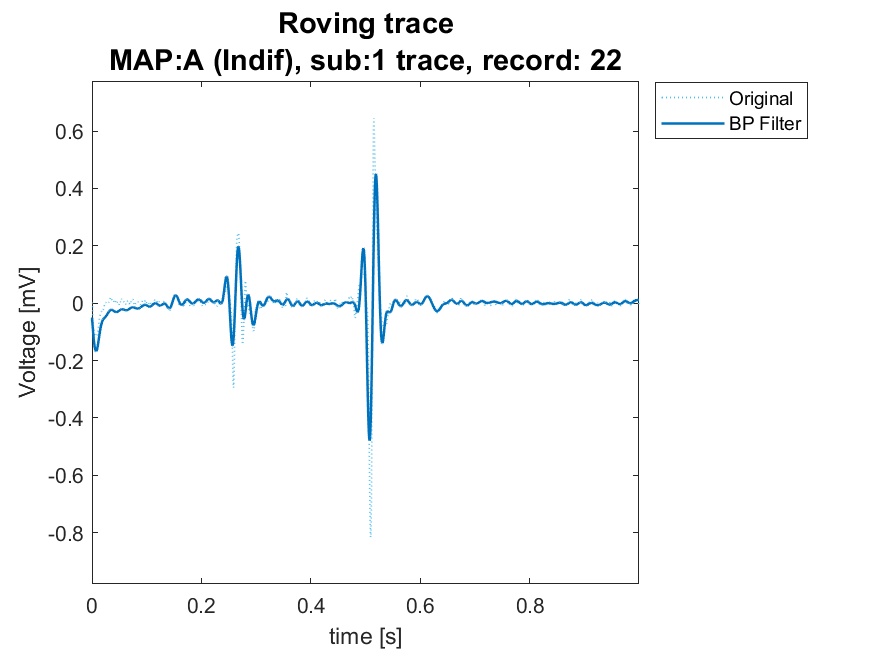 Roving trace
MAP:A (Indif), sub:1 trace, record: 22
Original
BP Filter
0.6
0.4
0.2
0
-0.2
-0.4
-0.6
-0.8
Voltage [mV]
0 0.2 0.4 0.6 0.8
time [s]